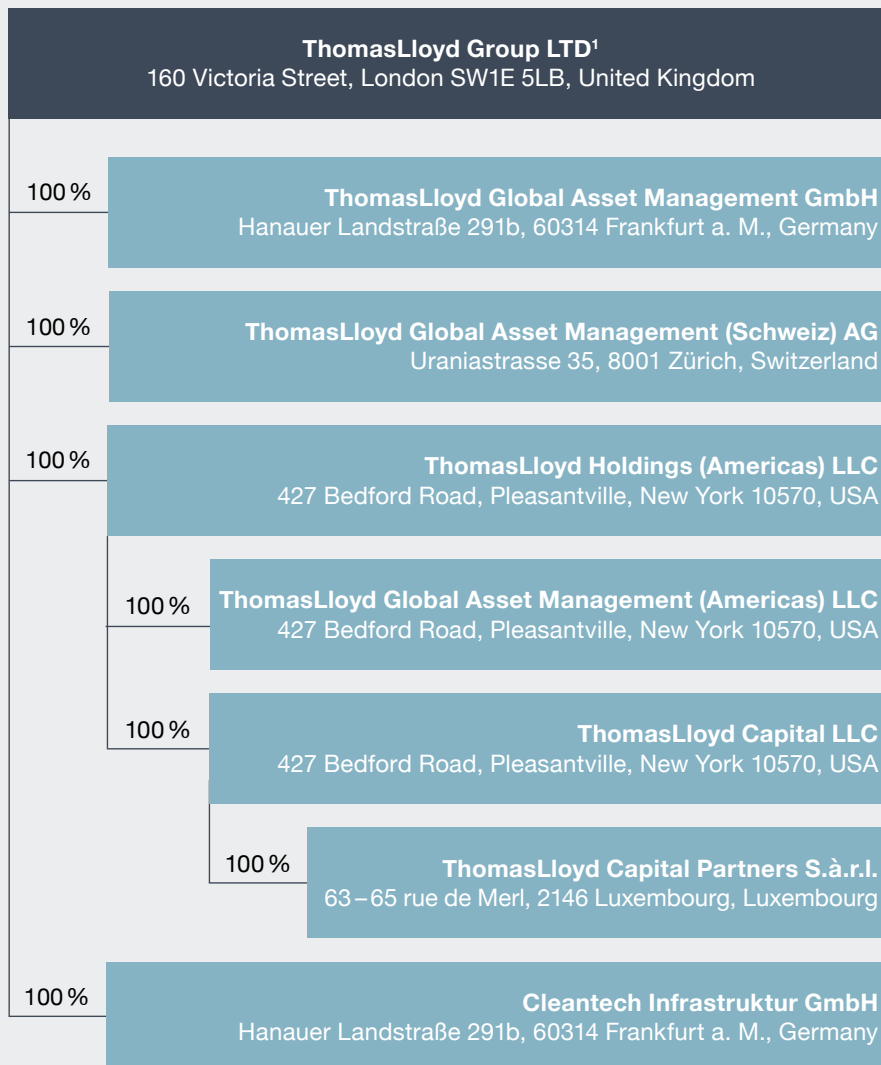 ThomasLloyd Group LTD¹
160 Victoria Street, London SW1E 5LB, United Kingdom
100 %
ThomasLloyd Global Asset Management GmbH
Hanauer Landstraße 291b, 60314 Frankfurt a. M., Germany
100 %
ThomasLloyd Global Asset Management (Schweiz) AG
Uraniastrasse 35, 8001 Zürich, Switzerland
100 %
ThomasLloyd Holdings (Americas) LLC
427 Bedford Road, Pleasantville, New York 10570, USA
100 %
ThomasLloyd Global Asset Management (Americas) LLC
427 Bedford Road, Pleasantville, New York 10570, USA
100 %
ThomasLloyd Capital LLC
427 Bedford Road, Pleasantville, New York 10570, USA
100 %
ThomasLloyd Capital Partners S.à.r.l.
63–65 rue de Merl, 2146 Luxembourg, Luxembourg
100 %
Cleantech Infrastruktur GmbH
Hanauer Landstraße 291b, 60314 Frankfurt a. M., Germany